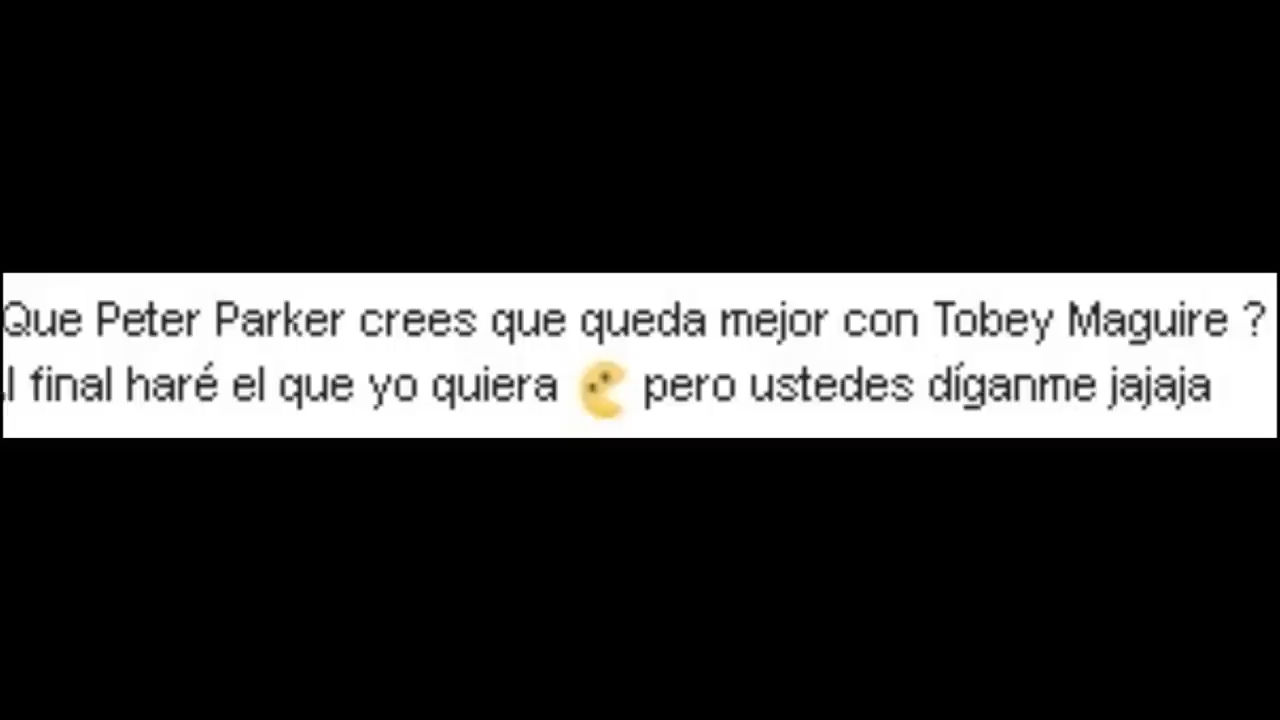 Que Peter Parker crees que queda mejor con Tobey Maguire ?
l final haré el que yo quiera pero ustedes díganme jajaja